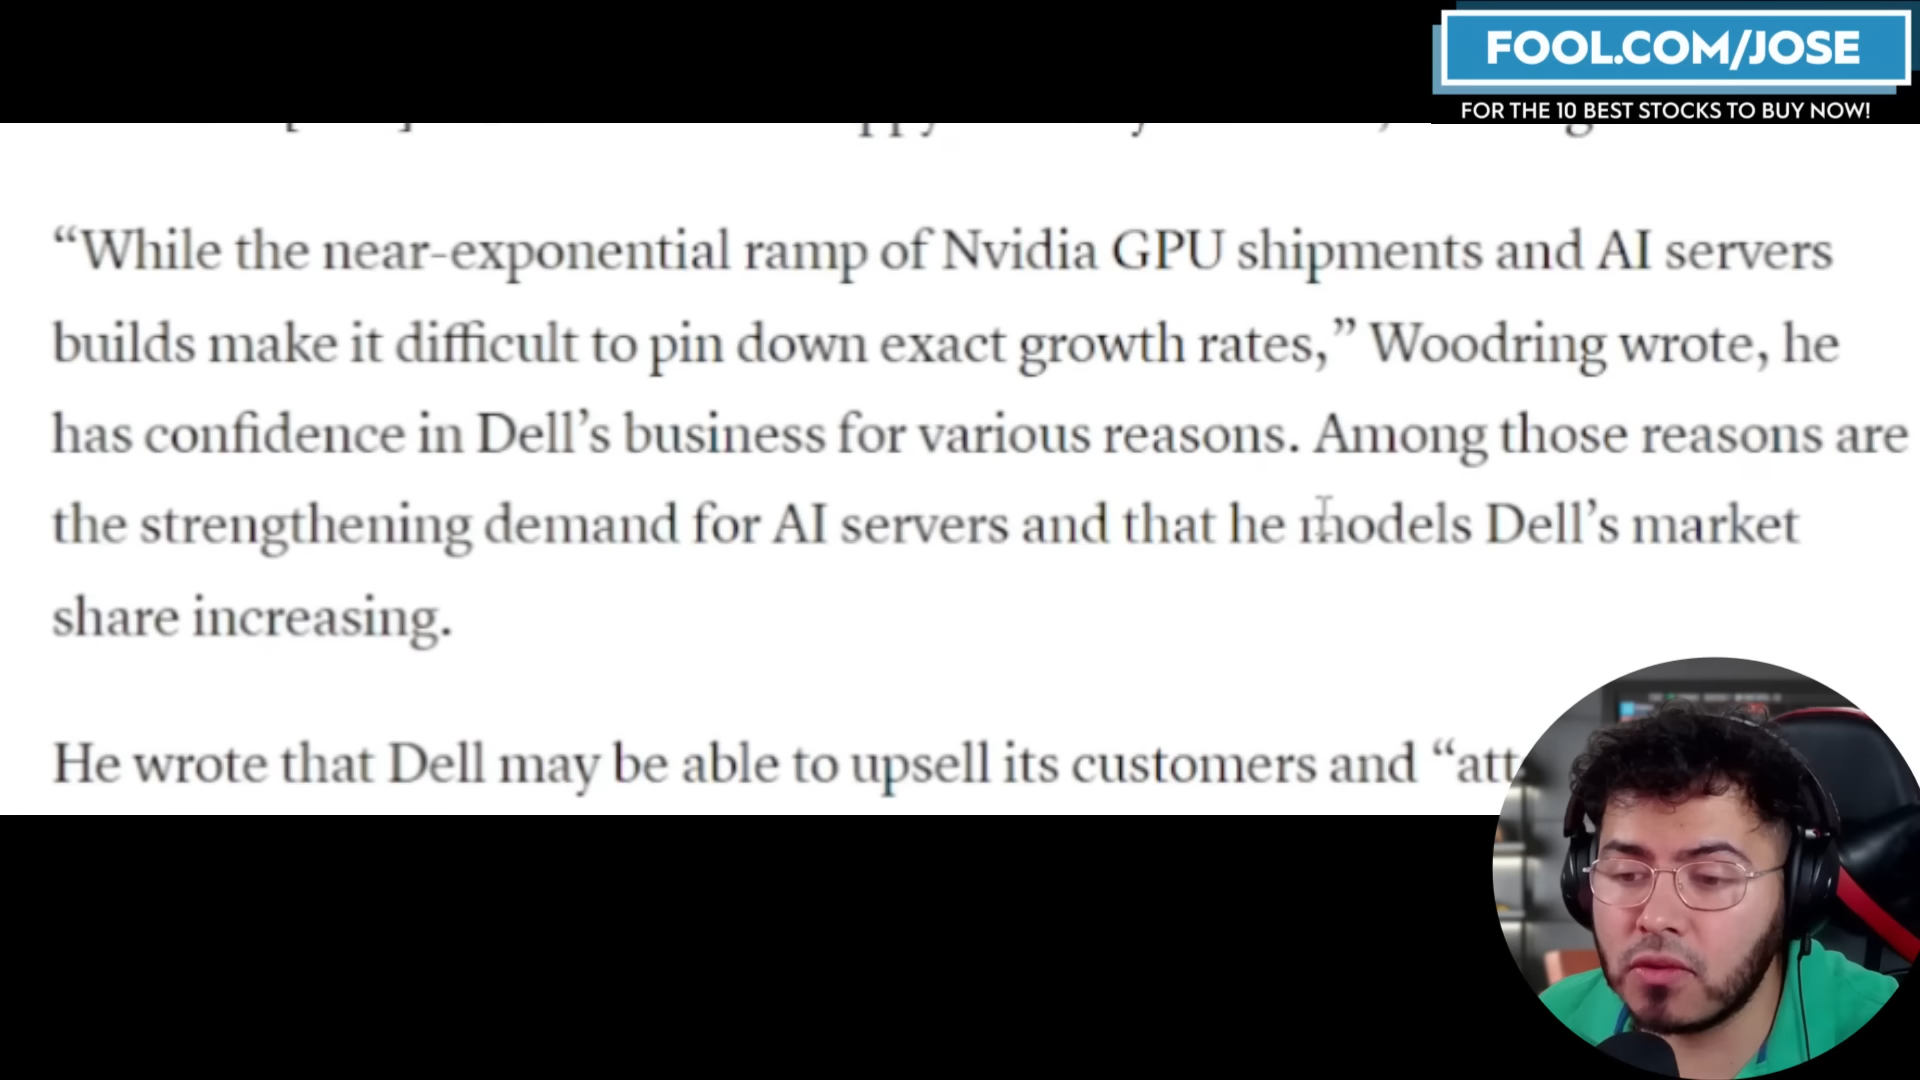 FOOL.COM/JOSE
FOR THE 10 BEST STOCKS TO BUY NOW!
“While the near-exponential ramp of Nvidia GPU shipments and AI servers
builds make it difficult to pin down exact growth rates,” Woodring wrote, he
has confidence in Dell’s business for various reasons. Among those reasons are
the strengthening demand for AI servers and that he models Dell’s market
share increasing.
He wrote that Dell may be able to upsell its customers and “att